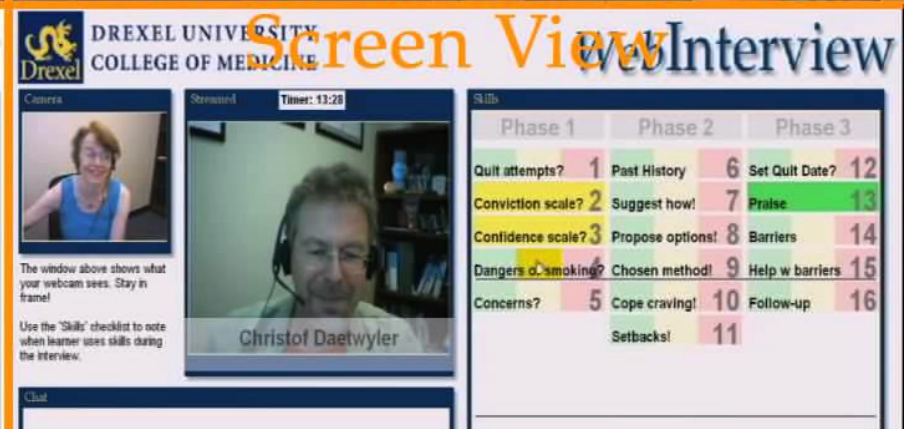 Screen View
Drexel
DREXEL UNIVERSITY
COLLEGE OF MEDICINE
WebInterview
Camera
Streamed
Timer: 13:28
Skills
The window above shows what
your webcam sees. Stay in
frame!
Use the 'Skills' checklist to note
when learner uses skills during
the interview.
Christof Daetwyler
Phase 1 Phase 2 Phase 3
Quit attempts? 1 Past History 6 Set Quit Date? 12
Conviction scale? 2 Suggest how! 7 Praise 13
Confidence scale? 3 Propose options! 8 Barriers 14
Dangers of smoking? 4 Chosen method! 9 Help w barriers 15
Concerns? 5 Cope craving! 10 Follow-up 16
Setbacks! 11
Chat